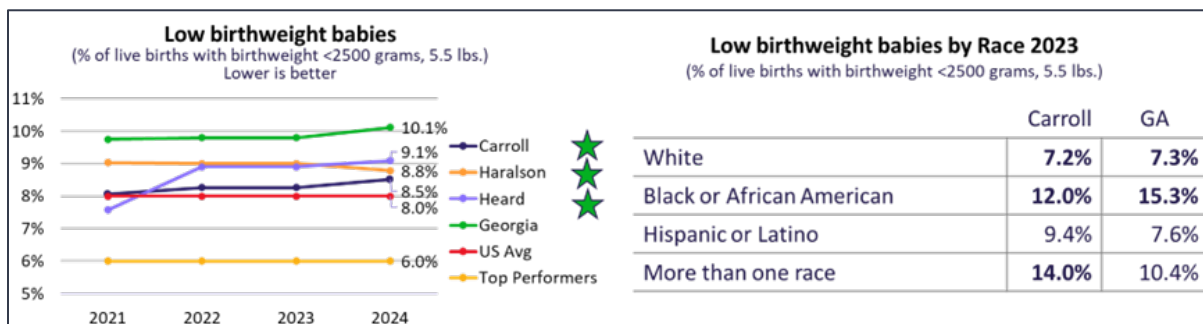 Low birthweight babies
(% of live births with birthweight <2500 grams, 5.5 lbs.)
Lower is better
11%
10%
9%
8%
7%
6%
5%
10.1%
9.1%
8.8%
8.5%
8.0%
6.0%
2021 2022 2023 2024
Carroll
Haralson
Heard
Georgia
US Avg
Top Performers
Low birthweight babies by Race 2023
(% of live births with birthweight <2500 grams, 5.5 lbs.)
Carroll GA
White 7.2% 7.3%
Black or African American 12.0% 15.3%
Hispanic or Latino 9.4% 7.6%
More than one race 14.0% 10.4%